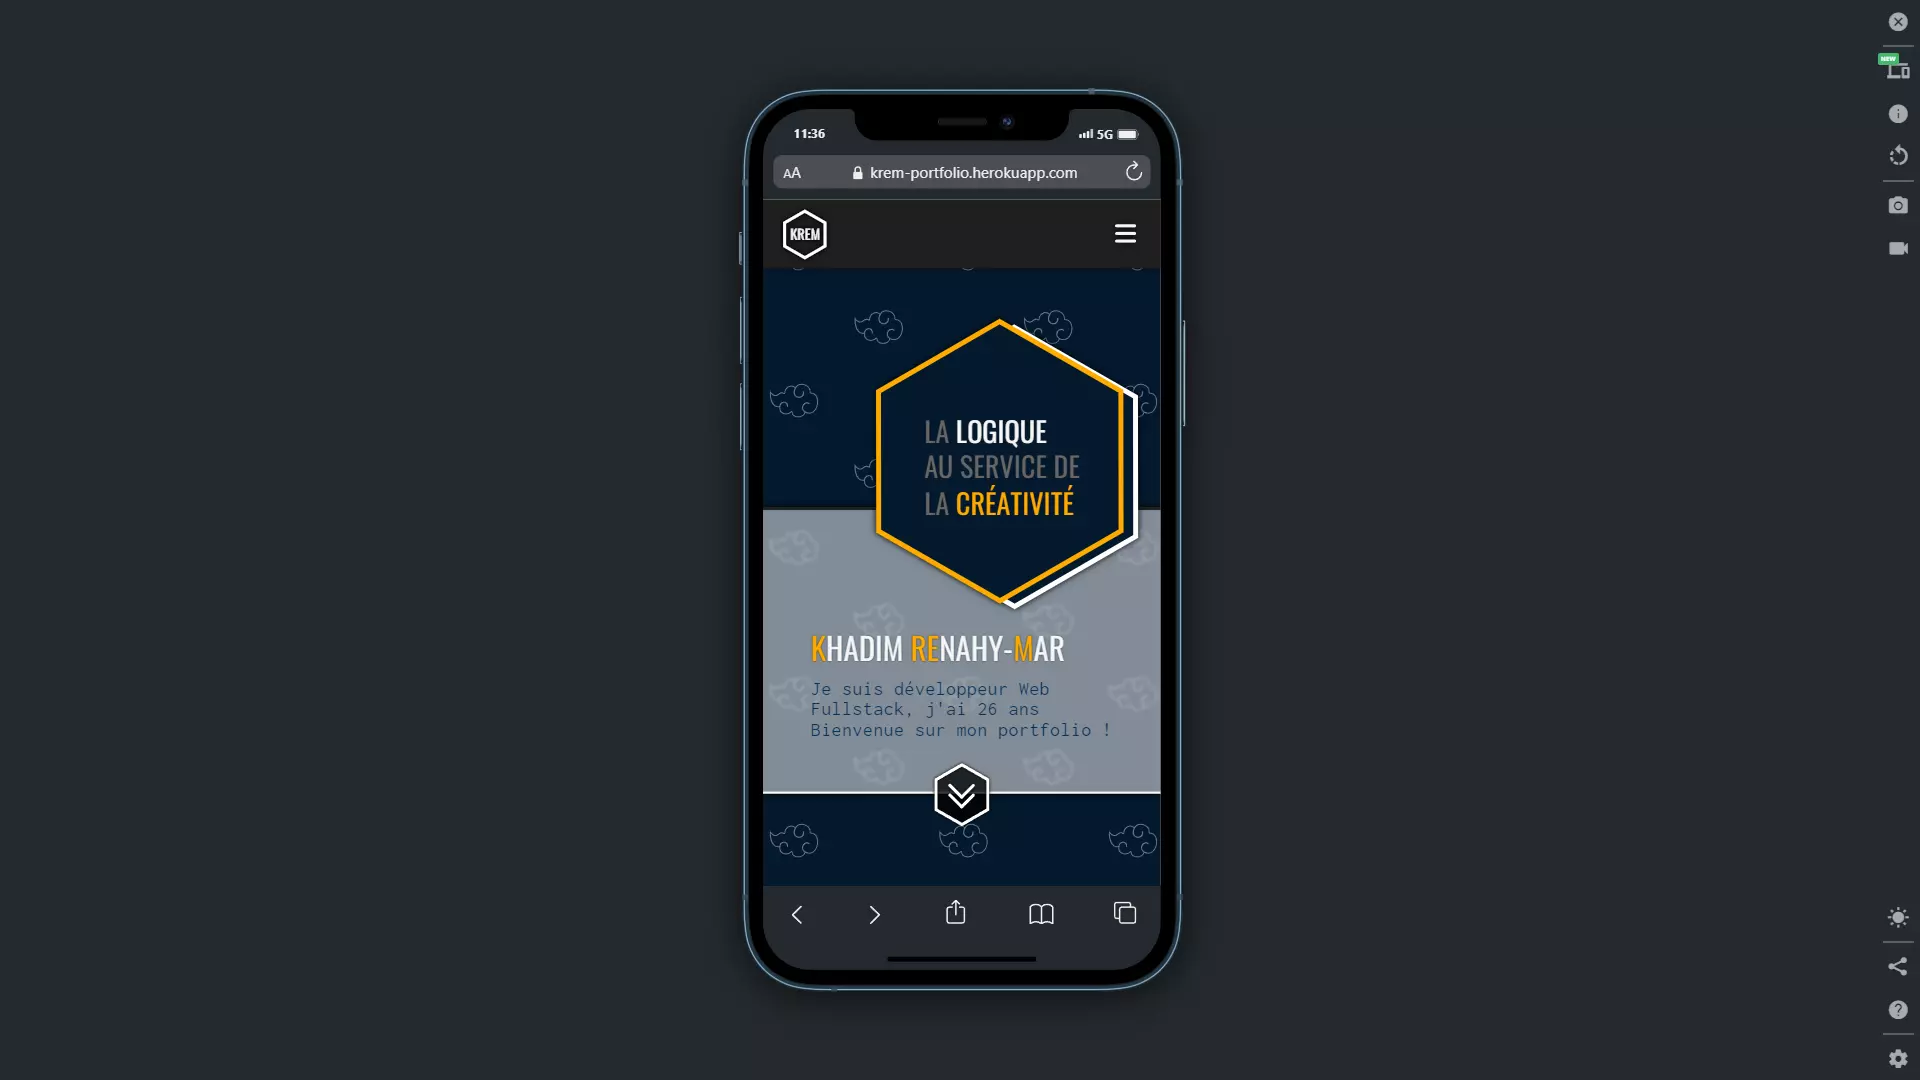 NEW
11:36
5G
AA
krem-portfolio.herokuapp.com
KREM
LA LOGIQUE
AU SERVICE DE
LA CRÉATIVITÉ
KHADIM RENAHY-MAR
Je suis développeur Web
Fullstack, j'ai 26 ans
Bienvenue sur mon portfolio !